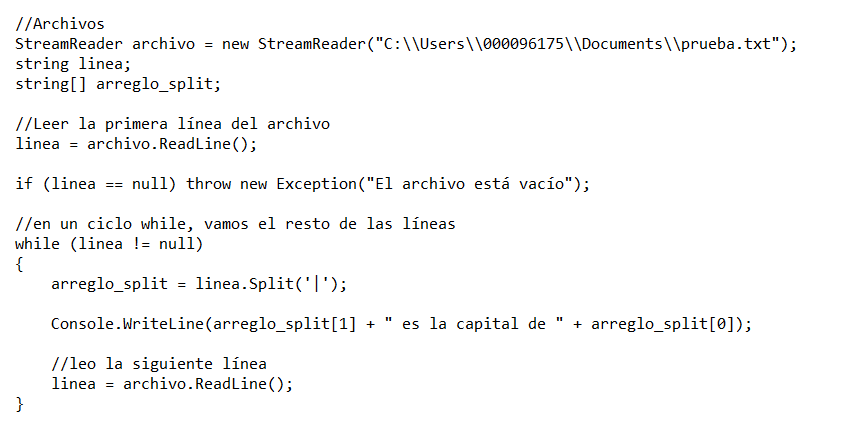 //Archivos
StreamReader archivo = new StreamReader("C:\\Users\\000096175\\Documents\\prueba.txt");
string linea;
string[] arreglo_split;

//Leer la primera línea del archivo
linea = archivo.ReadLine();

if (linea == null) throw new Exception("El archivo está vacío");

//en un ciclo while, vamos el resto de las líneas
while (linea != null)
{
    arreglo_split = linea.Split('|');

    Console.WriteLine(arreglo_split[1] + " es la capital de " + arreglo_split[0]);

    //leo la siguiente línea
    linea = archivo.ReadLine();
}